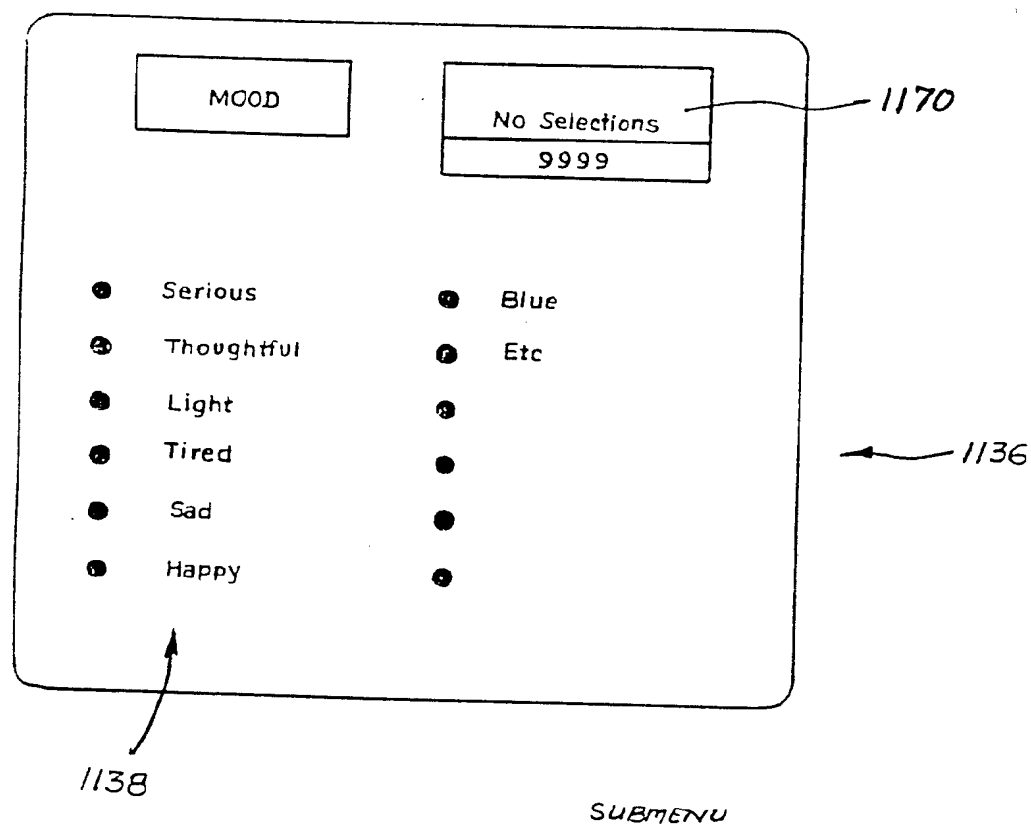 MOOD
No Selections
9999
1170
Serious
Thoughtful
Light
Tired
Sad
Happy
Blue
Etc
1136
1138
SUBMENU